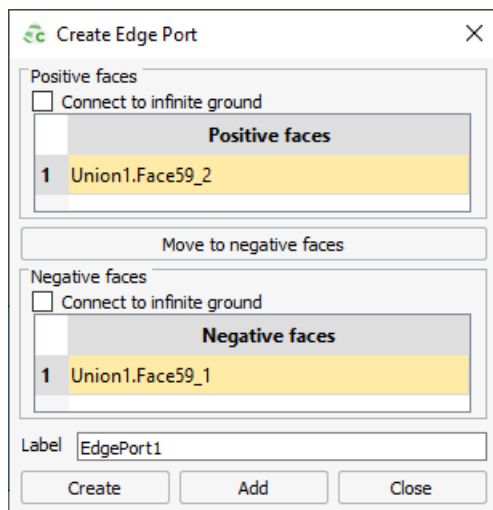 Create Edge Port
Positive faces
Connect to infinite ground
Positive faces
1 Union1.Face59_2
Move to negative faces
Negative faces
Connect to infinite ground
Negative faces
1 Union1.Face59_1
Label EdgePort1
Create Add Close